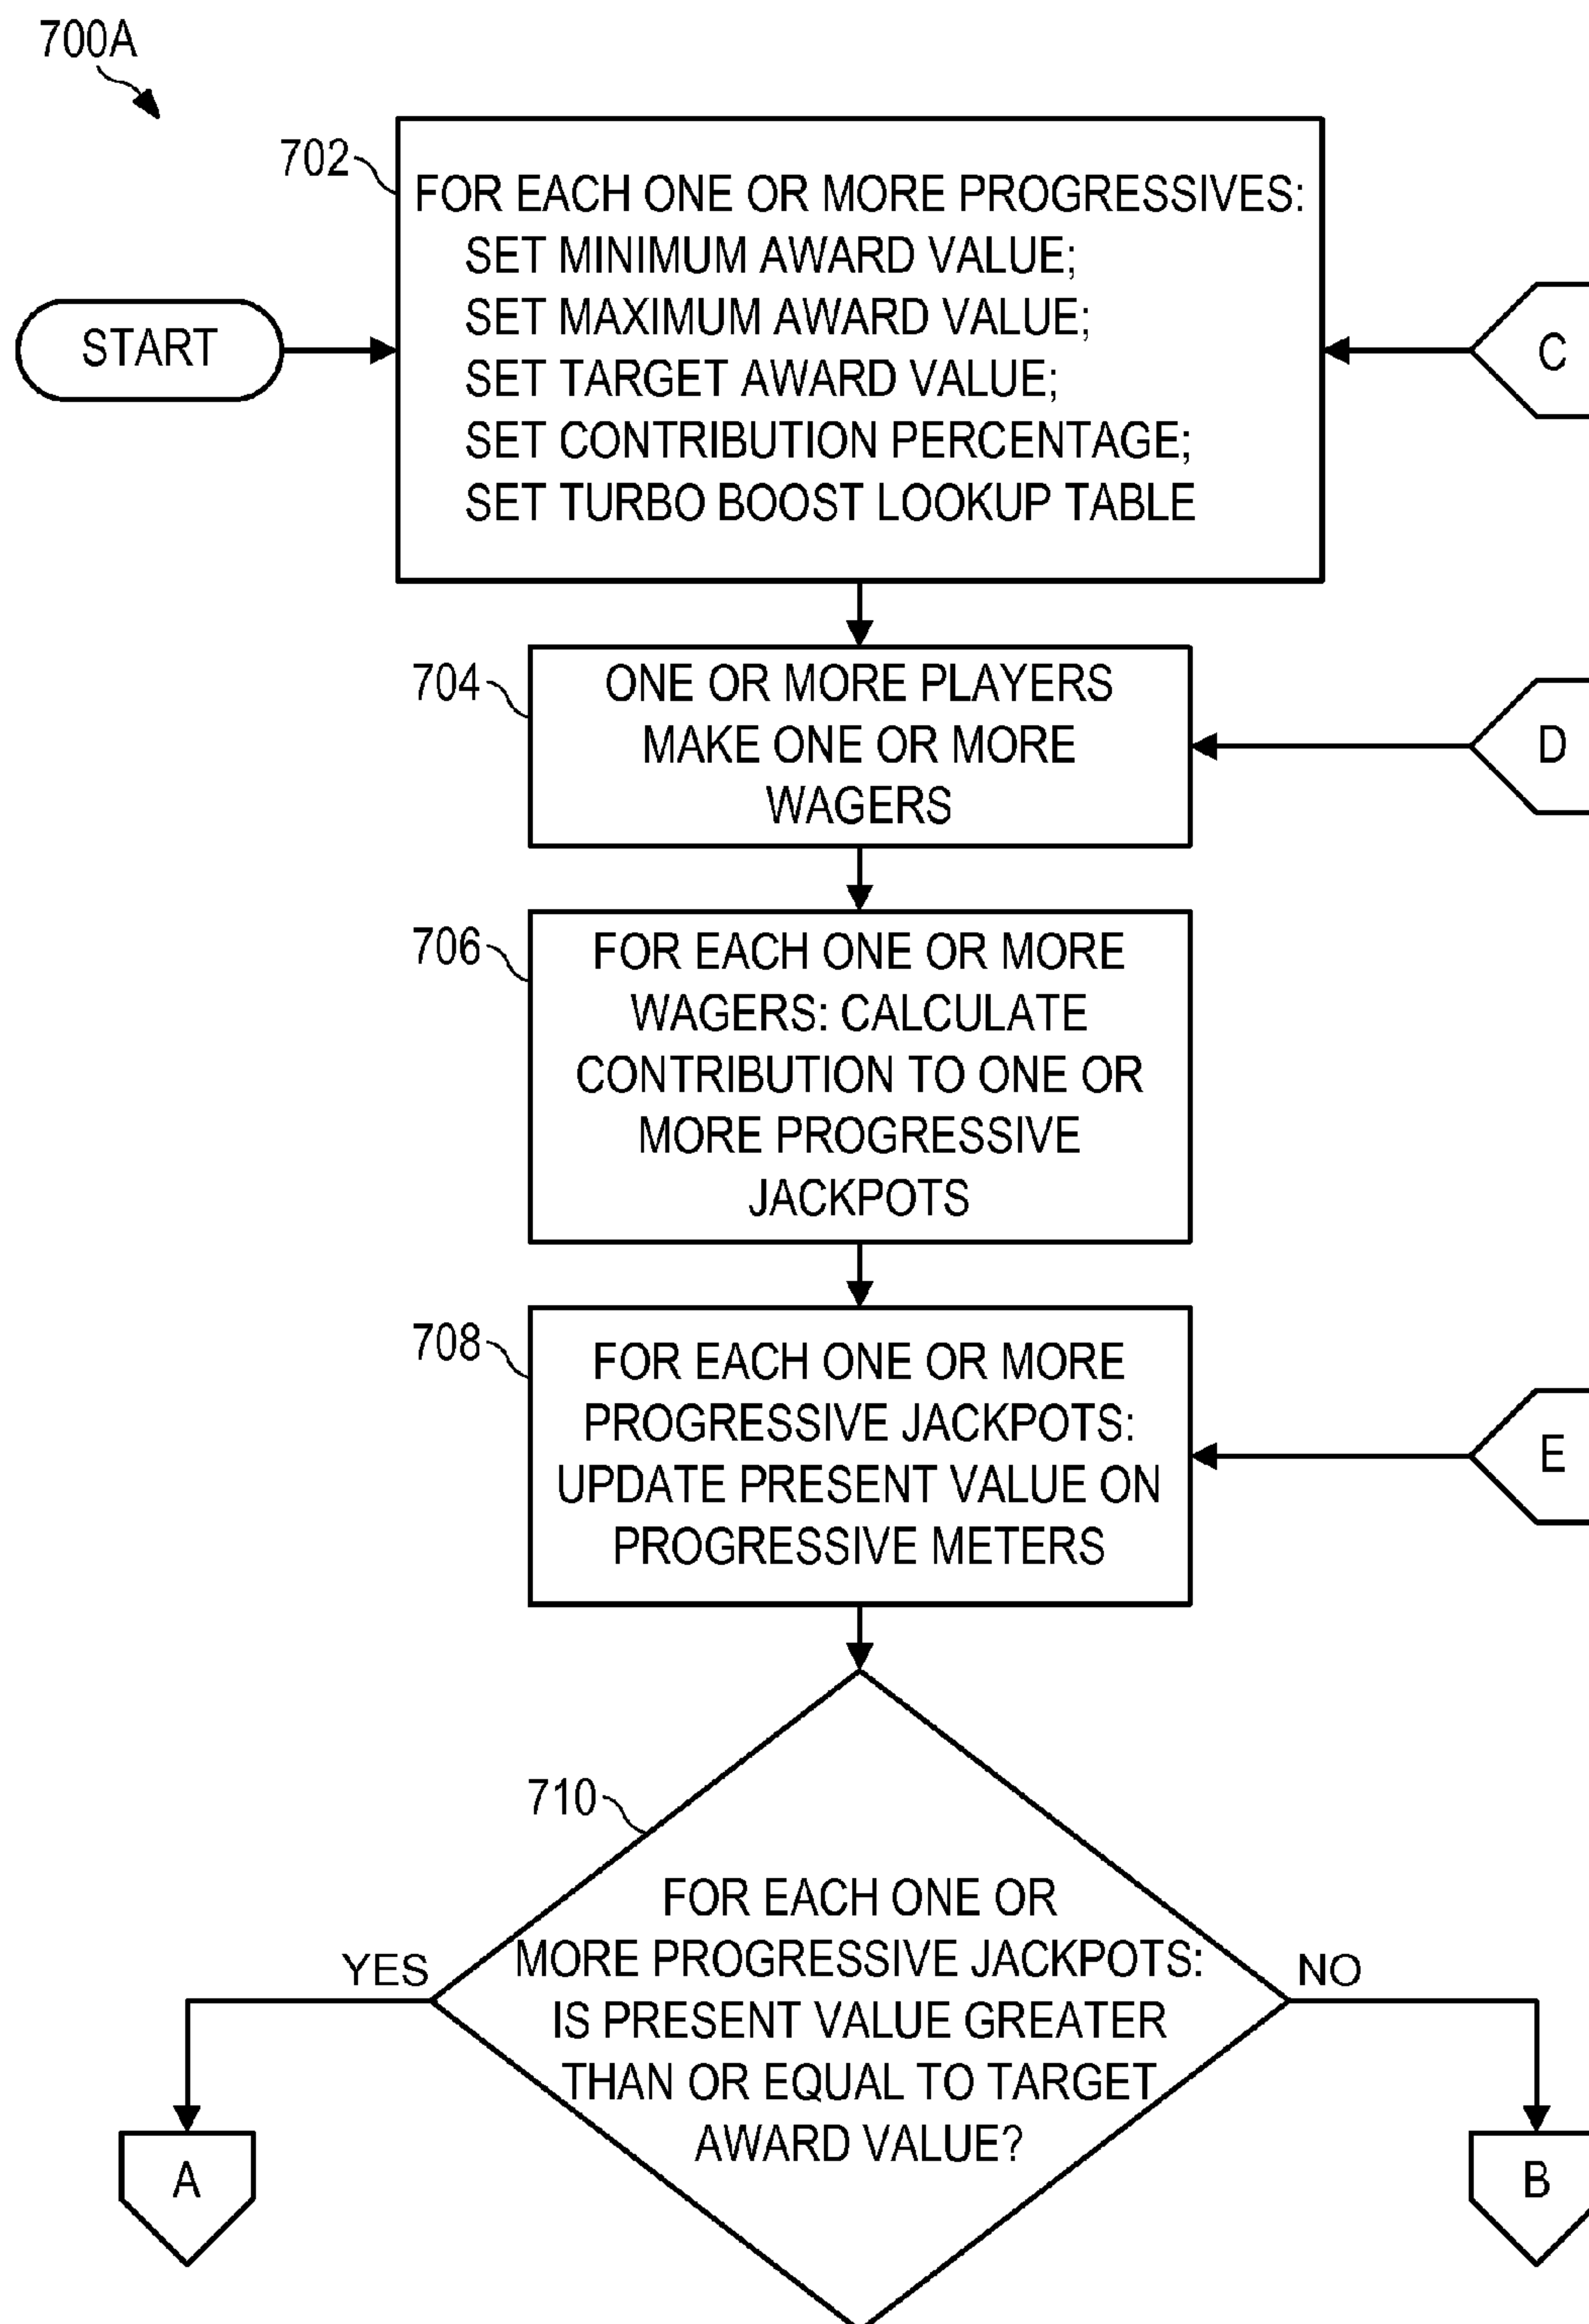 700A
702
FOR EACH ONE OR MORE PROGRESSIVES:
SET MINIMUM AWARD VALUE;
SET MAXIMUM AWARD VALUE;
SET TARGET AWARD VALUE;
SET CONTRIBUTION PERCENTAGE;
SET TURBO BOOST LOOKUP TABLE
START
C
704
ONE OR MORE PLAYERS
MAKE ONE OR MORE
WAGERS
D
706
FOR EACH ONE OR MORE
WAGERS: CALCULATE
CONTRIBUTION TO ONE OR
MORE PROGRESSIVE
JACKPOTS
708
FOR EACH ONE OR MORE
PROGRESSIVE JACKPOTS:
UPDATE PRESENT VALUE ON
PROGRESSIVE METERS
E
710
FOR EACH ONE OR
MORE PROGRESSIVE JACKPOTS:
IS PRESENT VALUE GREATER
THAN OR EQUAL TO TARGET
AWARD VALUE?
YES
NO
A
B